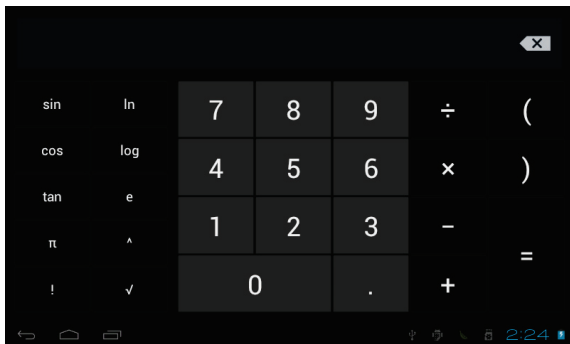 sin ln 7 8 9 ÷ (
cos log 4 5 6 × )
tan e 1 2 3 −
π ^ =
! √ 0 . +
2:24